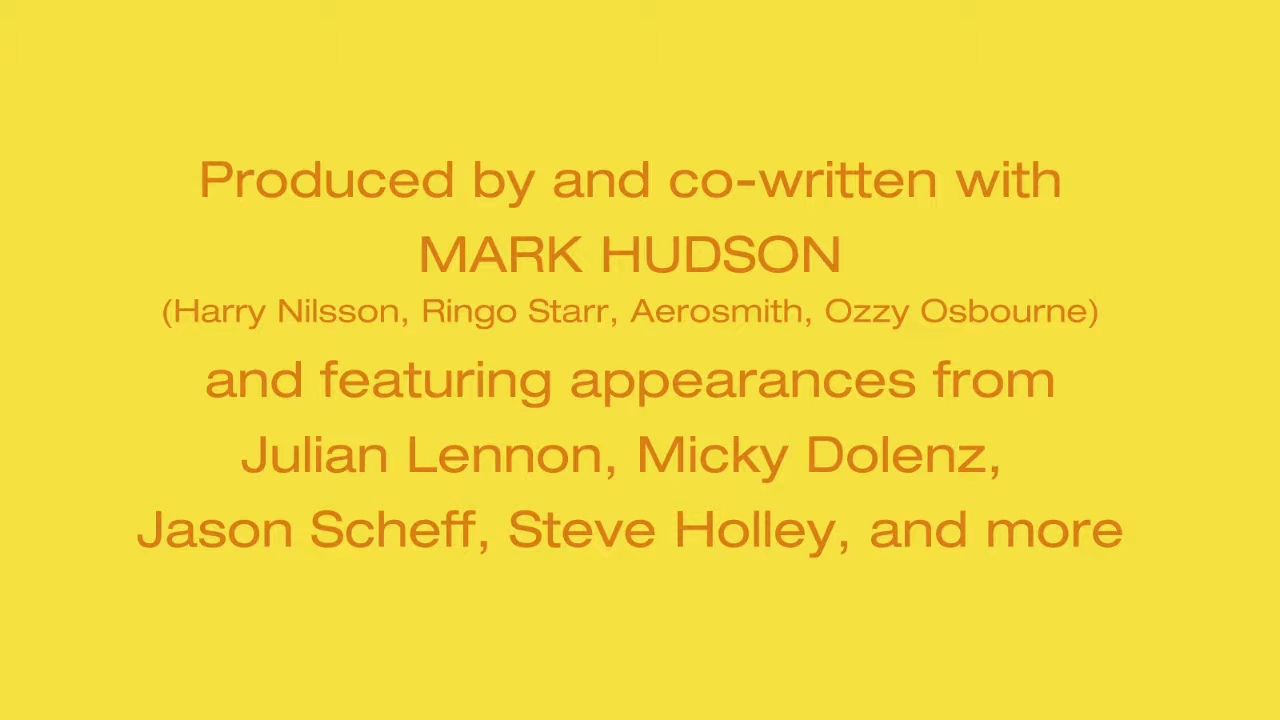 Produced by and co-written with
MARK HUDSON
(Harry Nilsson, Ringo Starr, Aerosmith, Ozzy Osbourne)
and featuring appearances from
Julian Lennon, Micky Dolenz,
Jason Scheff, Steve Holley, and more